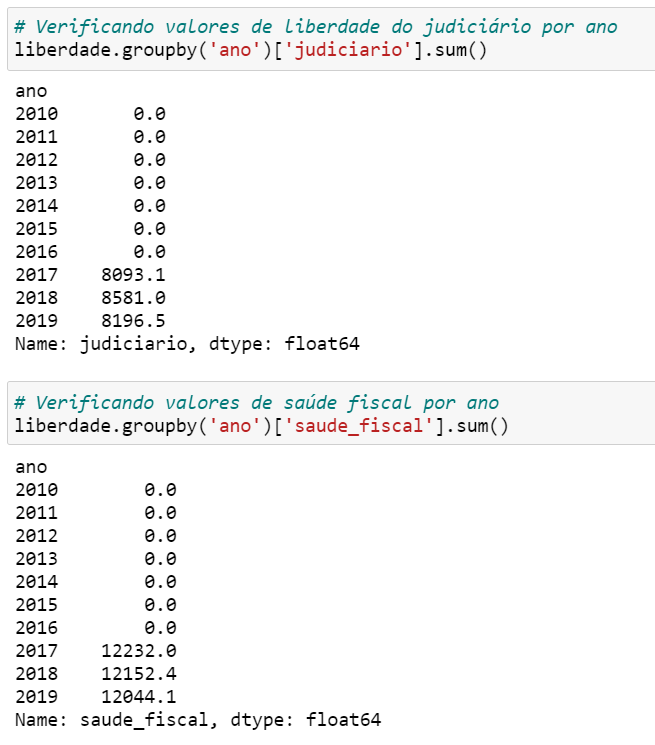 # Verificando valores de liberdade do judiciário por ano
liberdade.groupby('ano')['judiciario'].sum()
ano
2010       0.0
2011       0.0
2012       0.0
2013       0.0
2014       0.0
2015       0.0
2016       0.0
2017    8093.1
2018    8581.0
2019    8196.5
Name: judiciario, dtype: float64
# Verificando valores de saúde fiscal por ano
liberdade.groupby('ano')['saude_fiscal'].sum()
ano
2010        0.0
2011        0.0
2012        0.0
2013        0.0
2014        0.0
2015        0.0
2016        0.0
2017    12232.0
2018    12152.4
2019    12044.1
Name: saude_fiscal, dtype: float64